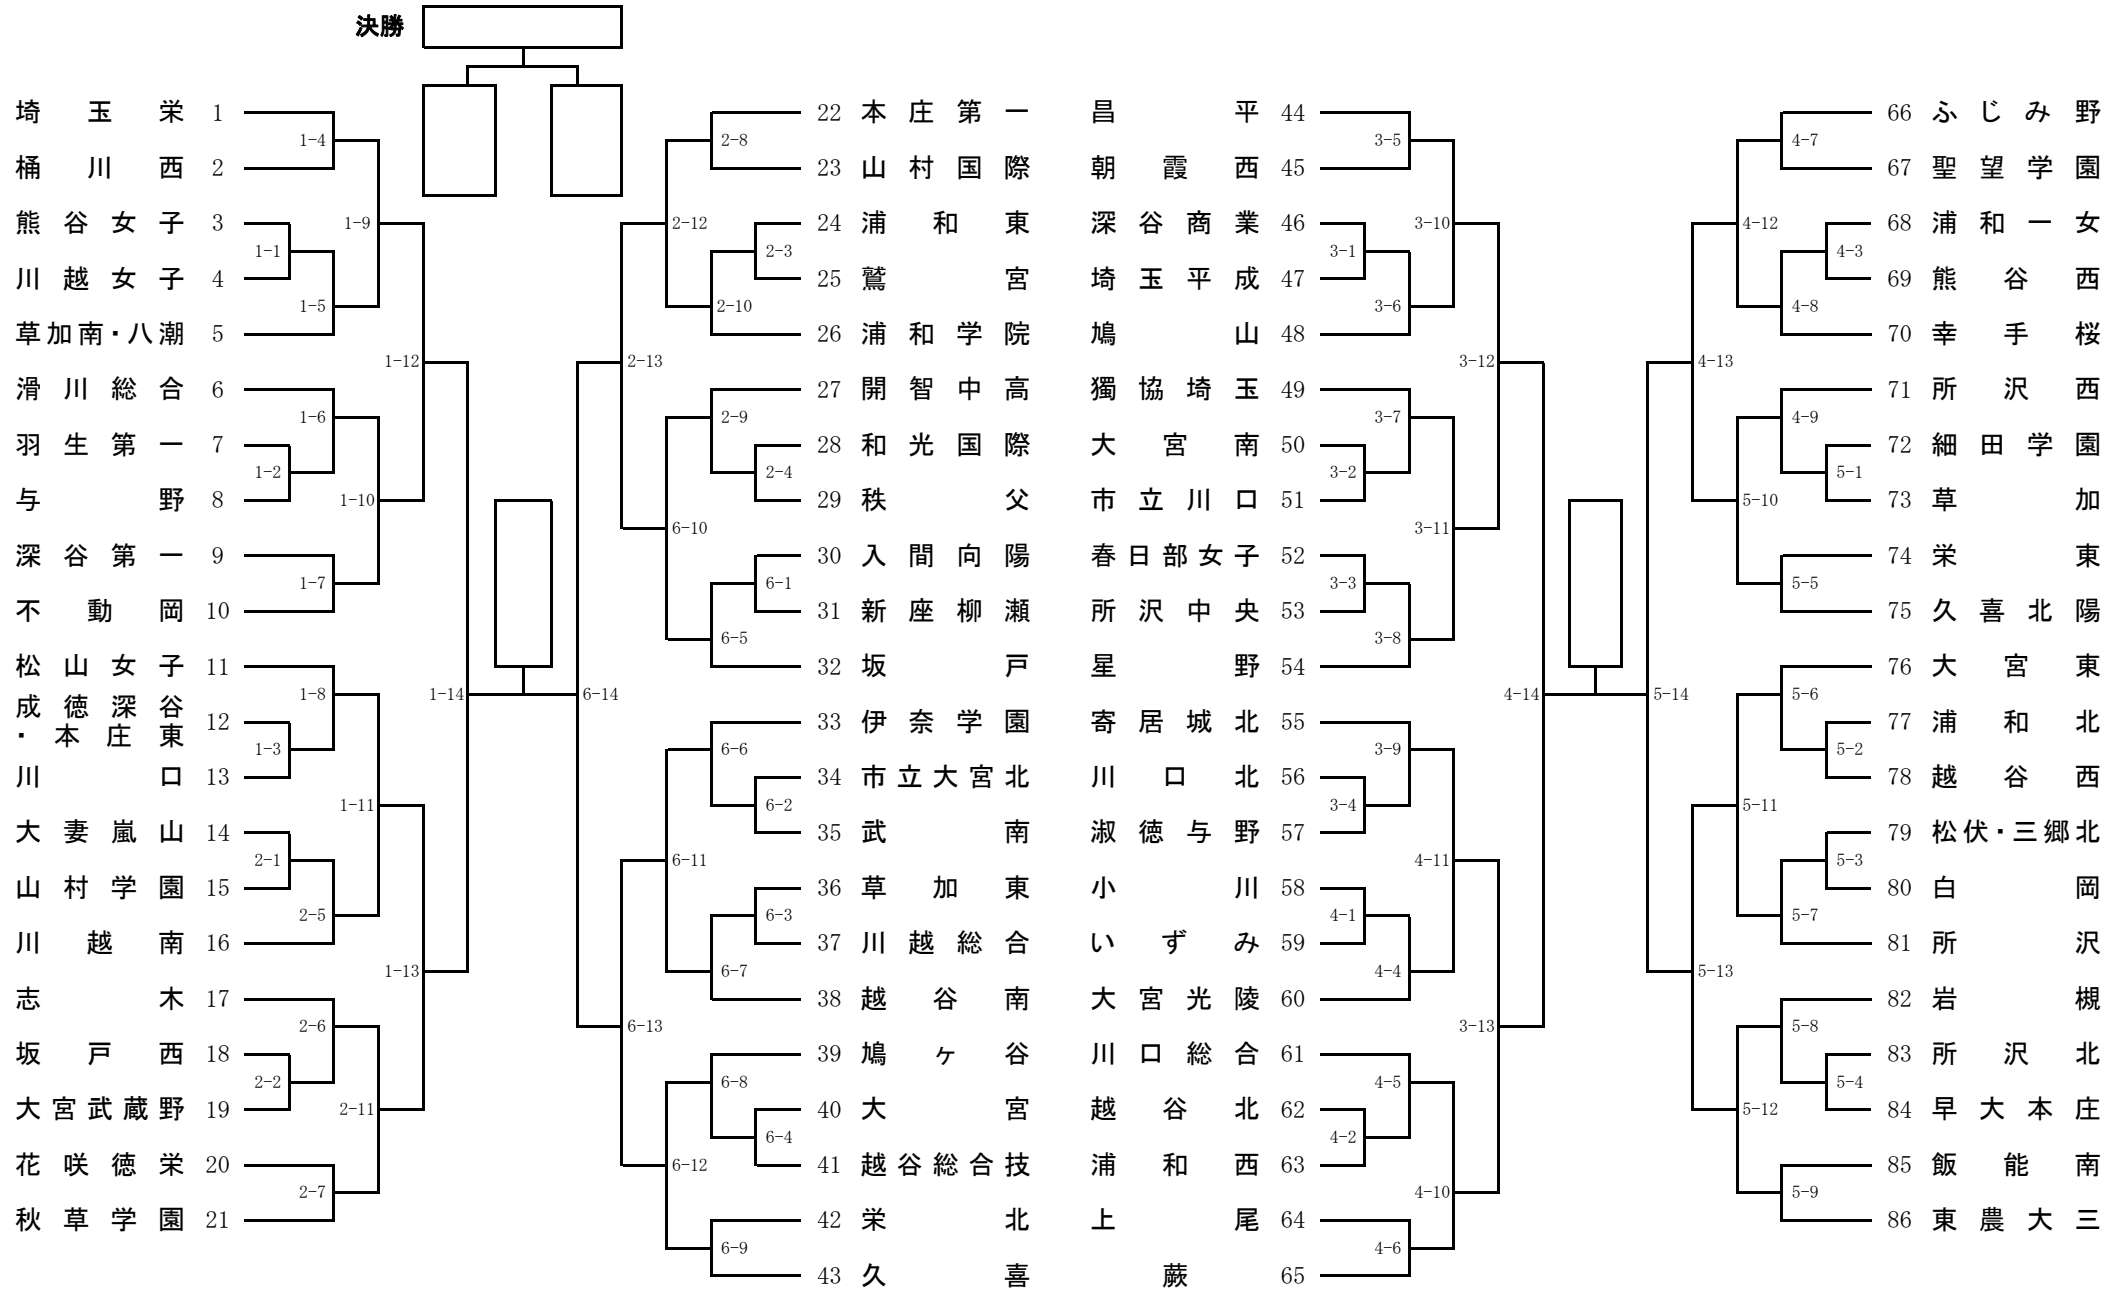 決勝
埼玉栄 1
1-4
桶川西 2
熊谷女子 3
1-9
1-1
川越女子 4
1-5
草加南・八潮 5
1-12
滑川総合 6
1-6
羽生第一 7
1-2
与野 8
1-10
深谷第一 9
1-7
不動岡 10
松山女子 11
1-8
1-14
成徳深谷
・本庄東 12
1-3
川口 13
1-11
大妻嵐山 14
2-1
山村学園 15
2-5
川越南 16
1-13
志木 17
2-6
坂戸西 18
2-2
大宮武蔵野 19
2-11
花咲徳栄 20
2-7
秋草学園 21
22 本庄第一
2-8
23 山村国際
2-12
24 浦和東
2-3
25 鷲宮
2-10
26 浦和学院
2-13
27 開智中高
2-9
28 和光国際
2-4
29 秩父
6-10
30 入間向陽
6-1
31 新座柳瀬
6-5
32 坂戸
6-14
33 伊奈学園
6-6
34 市立大宮北
6-2
35 武南
6-11
36 草加東
6-3
37 川越総合
6-7
38 越谷南
6-13
39 鳩ヶ谷
6-8
40 大宮
6-4
41 越谷総合技
6-12
42 栄北
6-9
43 久喜
昌平 44
3-5
朝霞西 45
深谷商業 46
3-10
3-1
埼玉平成 47
3-6
鳩山 48
3-12
獨協埼玉 49
3-7
大宮南 50
3-2
市立川口 51
3-11
春日部女子 52
3-3
所沢中央 53
3-8
星野 54
4-14
寄居城北 55
3-9
川口北 56
3-4
淑徳与野 57
4-11
小川 58
4-1
いずみ 59
4-4
大宮光陵 60
3-13
川口総合 61
4-5
越谷北 62
4-2
浦和西 63
4-10
上尾 64
4-6
蕨 65
66 ふじみ野
4-7
67 聖望学園
4-12
68 浦和一女
4-3
69 熊谷西
4-8
70 幸手桜
4-13
71 所沢西
4-9
72 細田学園
5-1
73 草加
5-10
74 栄東
5-5
75 久喜北陽
76 大宮東
5-6
5-14
77 浦和北
5-2
78 越谷西
5-11
79 松伏・三郷北
5-3
80 白岡
5-7
81 所沢
5-13
82 岩槻
5-8
83 所沢北
5-4
84 早大本庄
5-12
85 飯能南
5-9
86 東農大三